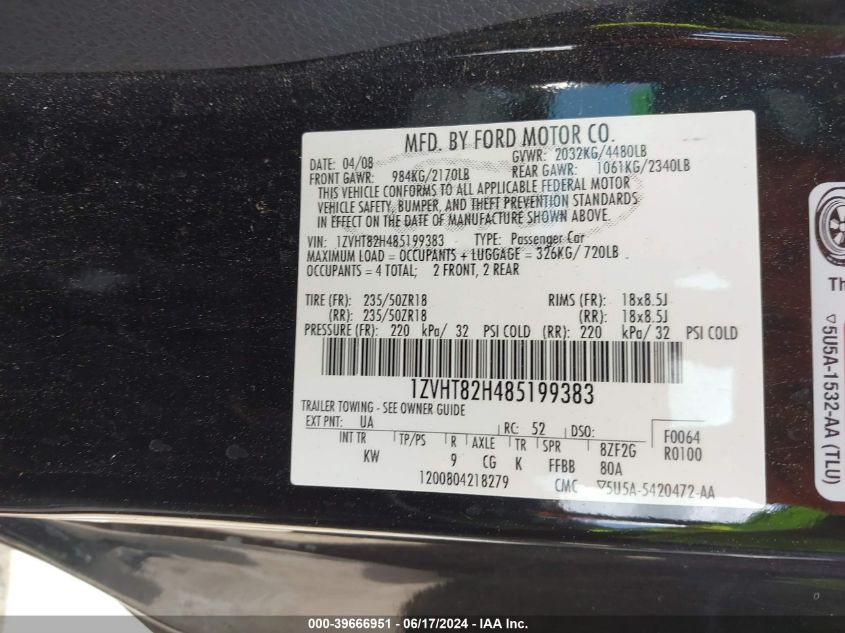 MFD. BY FORD MOTOR CO.
DATE: 04/08 GVWR: 2032KG/4480LB
FRONT GAWR: 984KG/2170LB REAR GAWR: 1061KG/2340LB
THIS VEHICLE CONFORMS TO ALL APPLICABLE FEDERAL MOTOR
VEHICLE SAFETY, BUMPER, AND THEFT PREVENTION STANDARDS
IN EFFECT ON THE DATE OF MANUFACTURE SHOWN ABOVE.
VIN: 1ZVHT82H485199383 TYPE: Passenger Car
MAXIMUM LOAD = OCCUPANTS + LUGGAGE = 326KG/ 720LB
OCCUPANTS = 4 TOTAL; 2 FRONT, 2 REAR
TIRE (FR): 235/50ZR18 RIMS (FR): 18x8.5J
(RR): 235/50ZR18 (RR): 18x8.5J
PRESSURE (FR): 220 kPa/ 32 PSI COLD (RR): 220 kPa/ 32 PSI COLD
1ZVHT82H485199383
TRAILER TOWING - SEE OWNER GUIDE
EXT PNT: UA RC: 52 DSO: F0064
INT TR TP/PS R AXLE TR SPR 8ZF2G R0100
KW 9 CG K FFBB 80A
1200804218279 CMC ▽5U5A-5420472-AA
Th
▽5U5A-1532-AA (TLU)
000-39666951 - 06/17/2024 - IAA Inc.